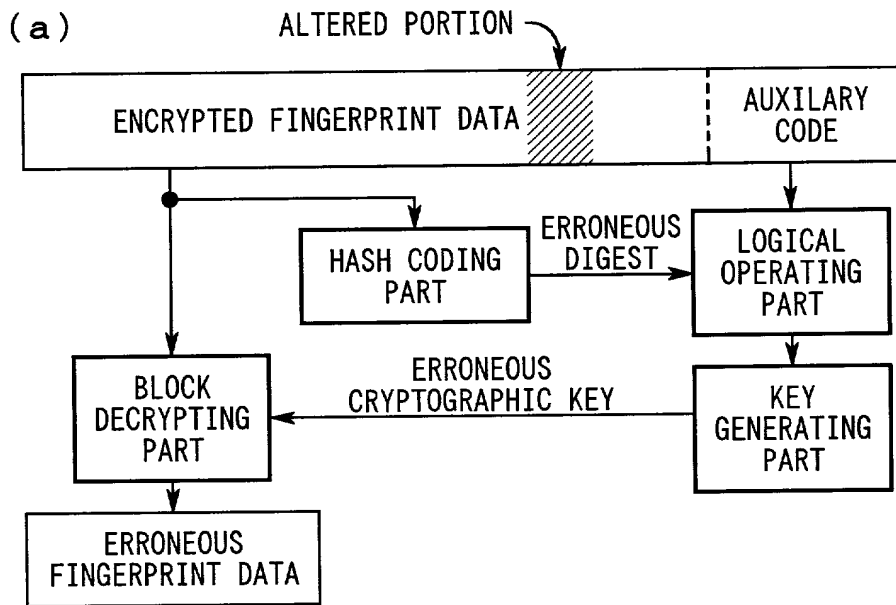 (a)
ALTERED PORTION
ENCRYPTED FINGERPRINT DATA
AUXILARY
CODE
HASH CODING
PART
ERRONEOUS
DIGEST
LOGICAL
OPERATING
PART
BLOCK
DECRYPTING
PART
ERRONEOUS
CRYPTOGRAPHIC KEY
KEY
GENERATING
PART
ERRONEOUS
FINGERPRINT DATA